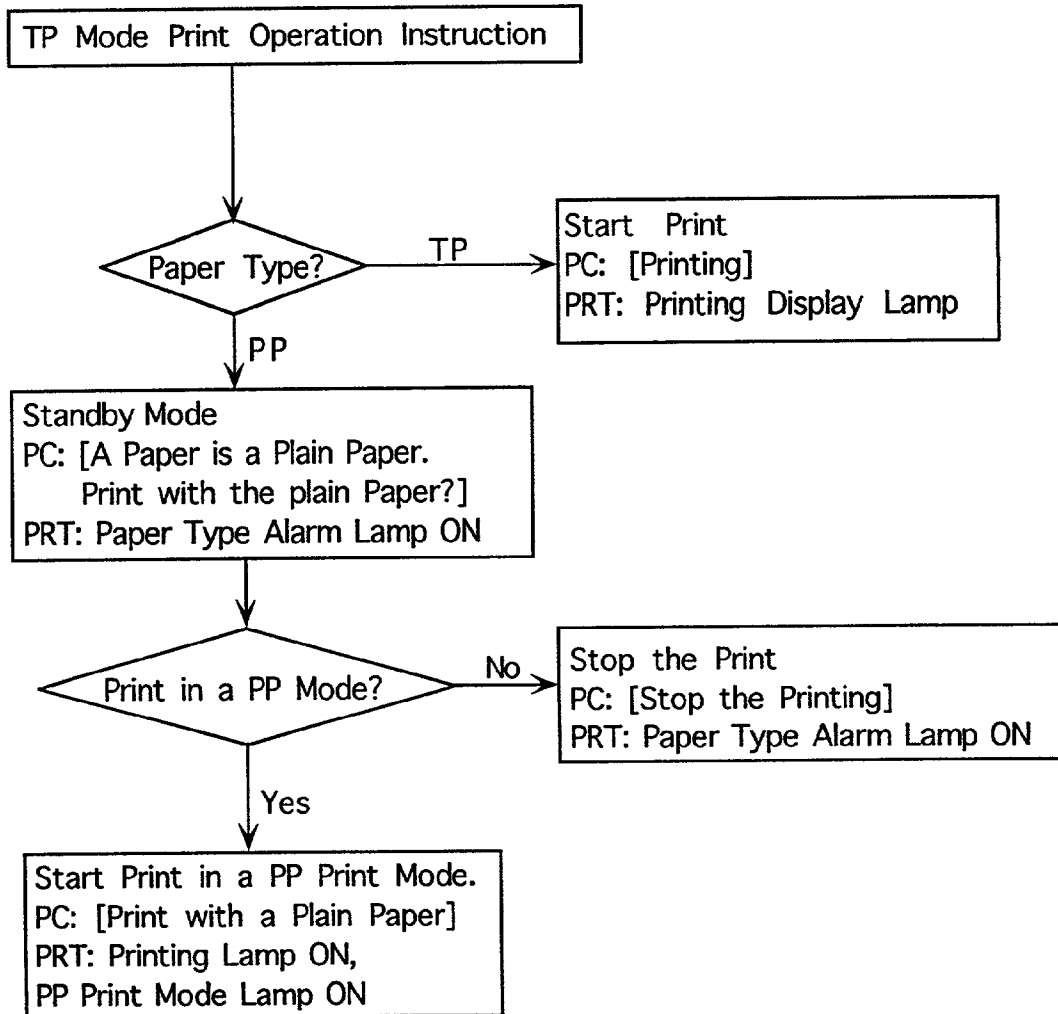 TP Mode Print Operation Instruction
Paper Type?
TP
Start Print
PC: [Printing]
PRT: Printing Display Lamp
PP
Standby Mode
PC: [A Paper is a Plain Paper.
Print with the plain Paper?]
PRT: Paper Type Alarm Lamp ON
Print in a PP Mode?
No
Stop the Print
PC: [Stop the Printing]
PRT: Paper Type Alarm Lamp ON
Yes
Start Print in a PP Print Mode.
PC: [Print with a Plain Paper]
PRT: Printing Lamp ON,
PP Print Mode Lamp ON